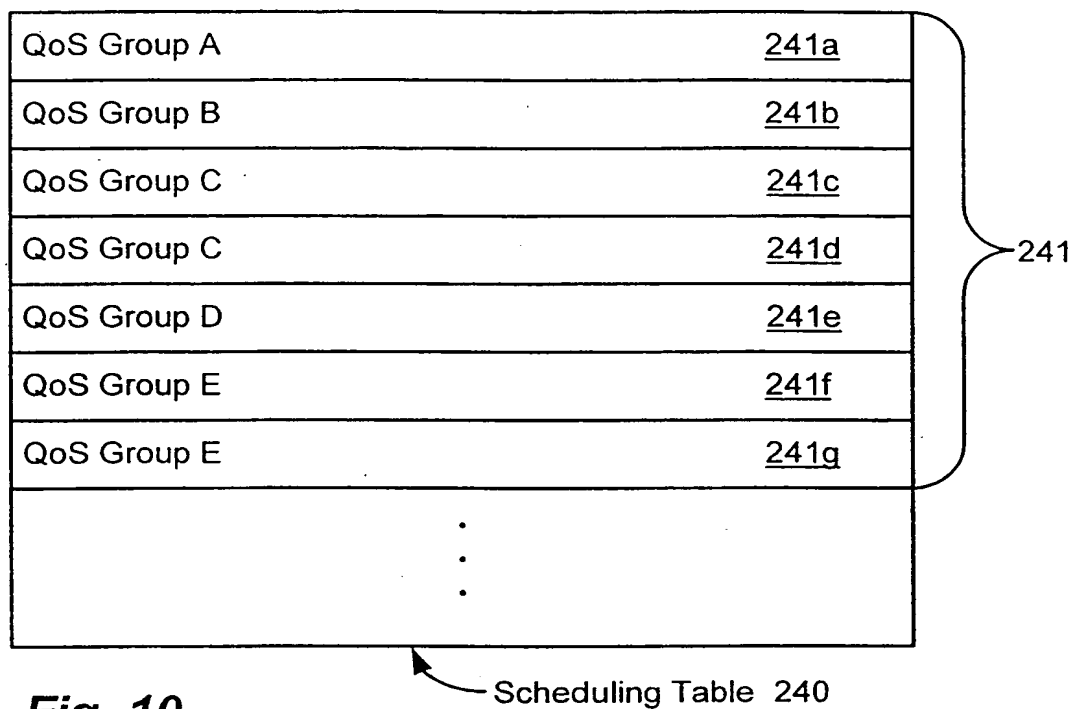 QoS Group A 241a
QoS Group B 241b
QoS Group C 241c
QoS Group C 241d
241
QoS Group D 241e
QoS Group E 241f
QoS Group E 241g
Scheduling Table 240
Fig. 10